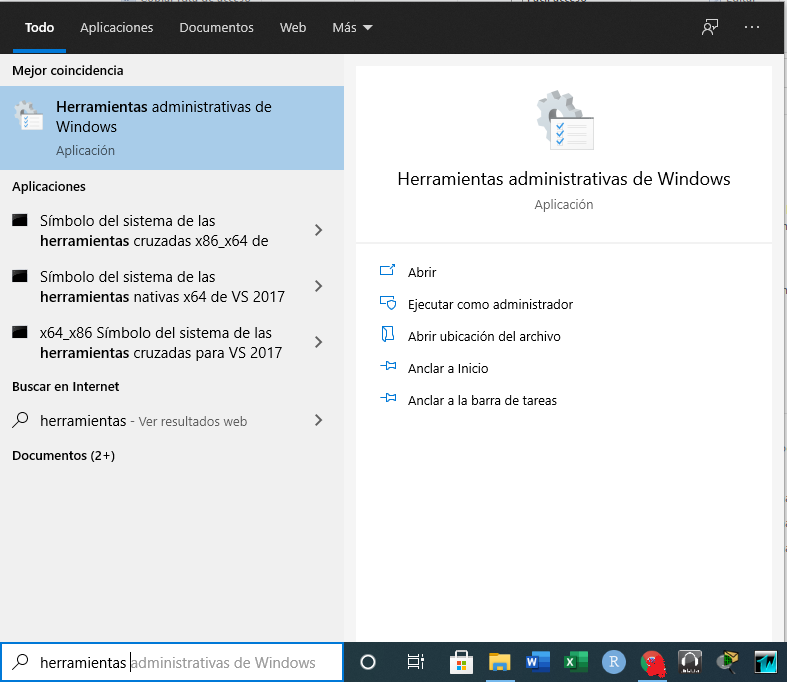 Todo Aplicaciones Documentos Web Más
Mejor coincidencia
Herramientas administrativas de
Windows
Aplicación
Aplicaciones
Símbolo del sistema de las
herramientas cruzadas x86_x64 de
Símbolo del sistema de las
herramientas nativas x64 de VS 2017
x64_x86 Símbolo del sistema de las
herramientas cruzadas para VS 2017
Buscar en Internet
herramientas - Ver resultados web
Documentos (2+)
Herramientas administrativas de Windows
Aplicación
Abrir
Ejecutar como administrador
Abrir ubicación del archivo
Anclar a Inicio
Anclar a la barra de tareas
herramientas administrativas de Windows